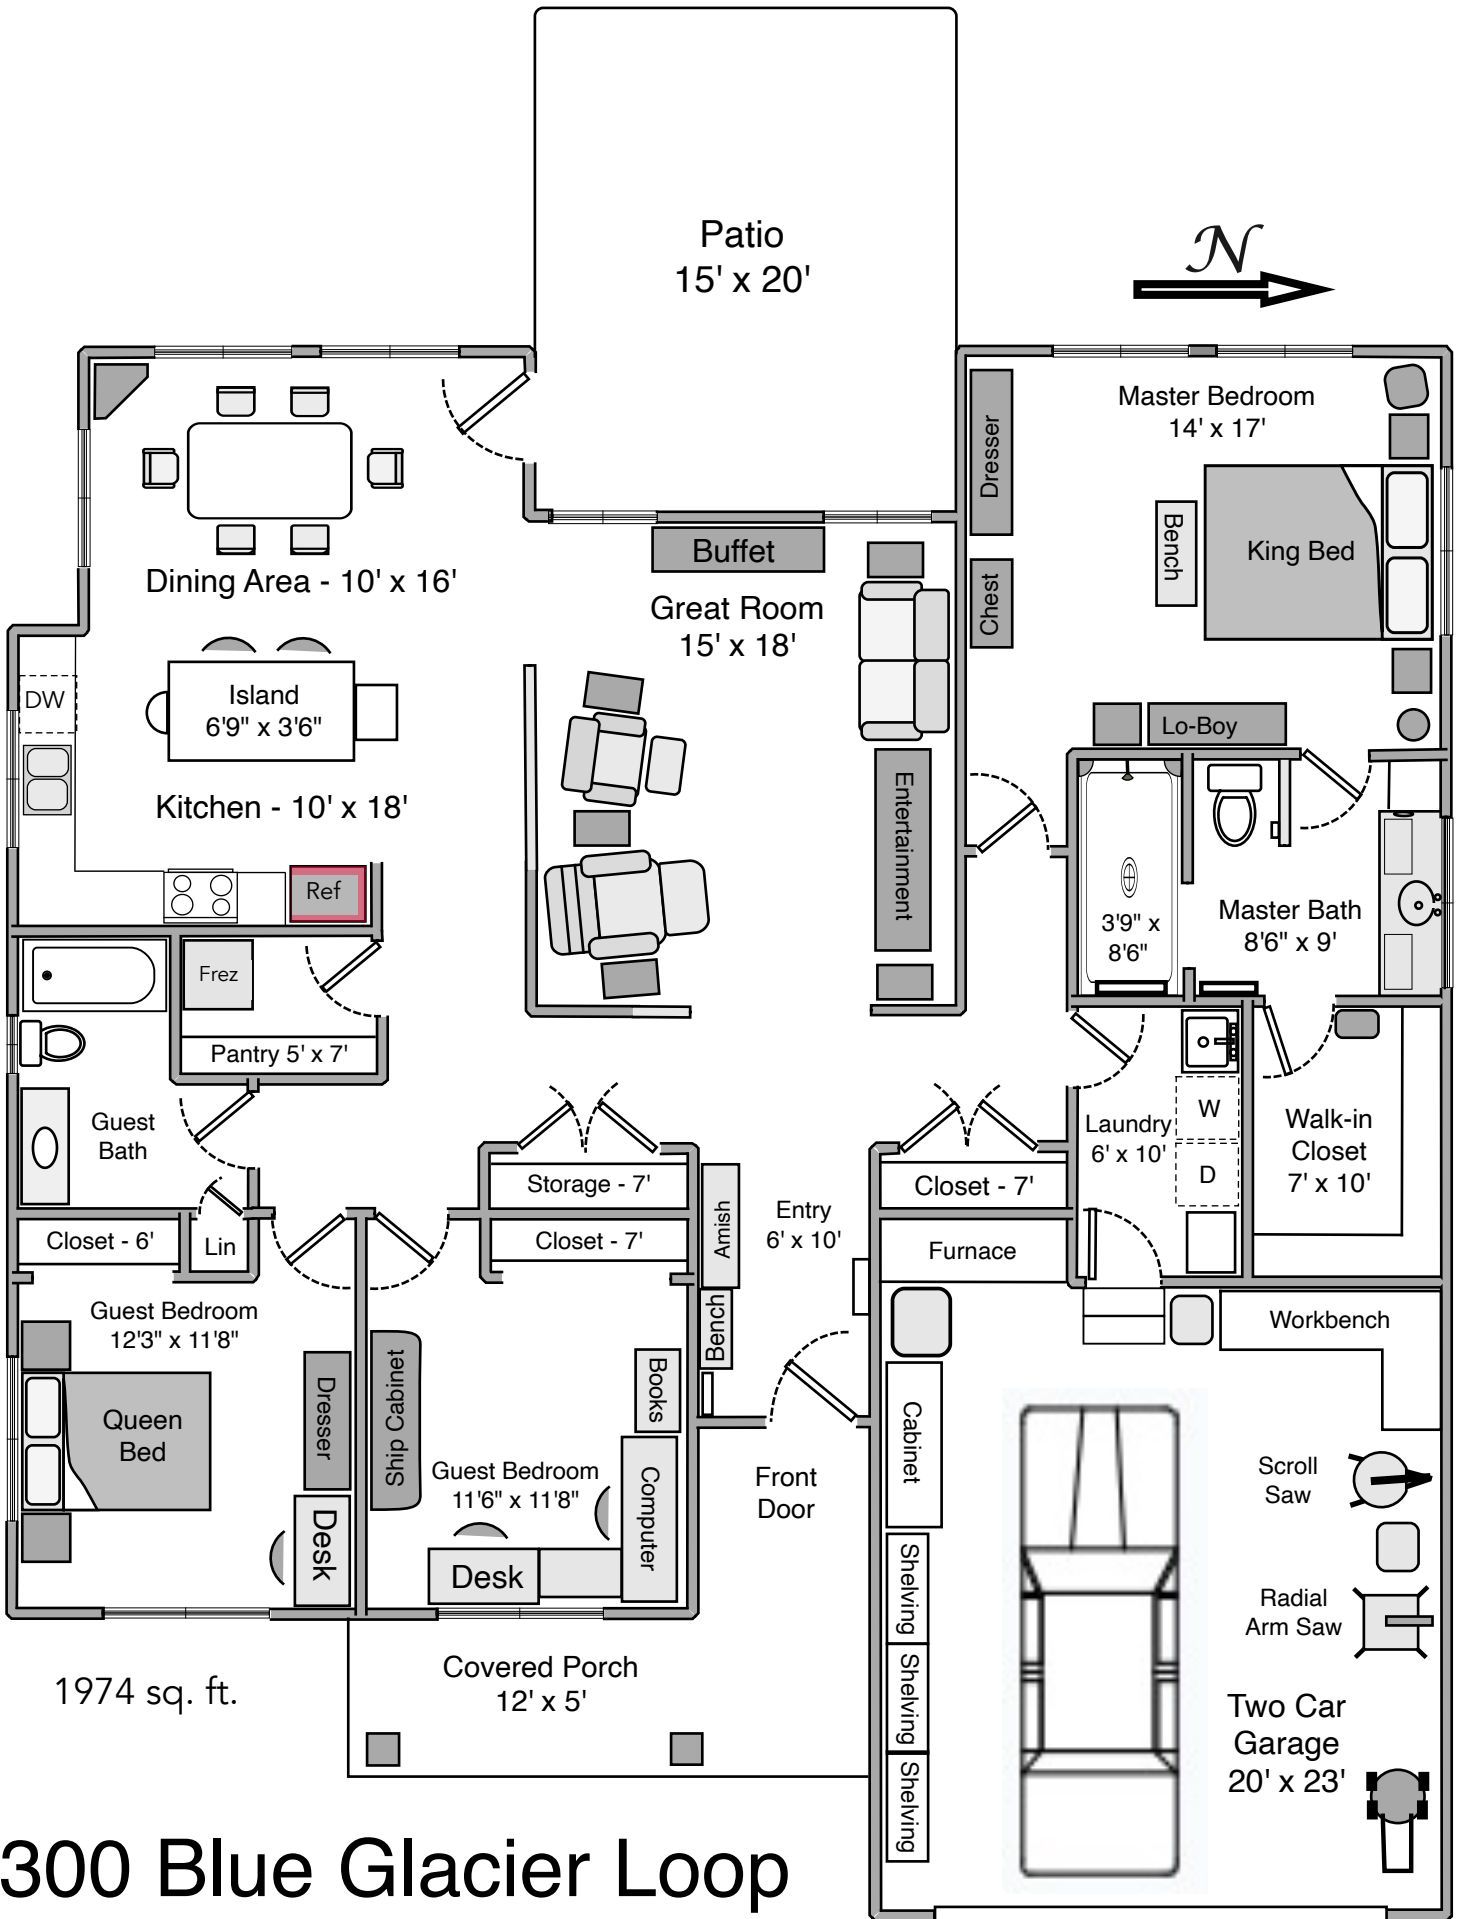 Patio
15' x 20'
N
Master Bedroom
14' x 17'
Dresser
Chest
Bench
King Bed
Lo-Boy
Dining Area - 10' x 16'
Buffet
Great Room
15' x 18'
Entertainment
DW
Island
6'9" x 3'6"
Kitchen - 10' x 18'
Ref
3'9" x
8'6"
Master Bath
8'6" x 9'
Frez
Pantry 5' x 7'
Guest
Bath
Storage - 7'
Closet - 7'
Amish
Bench
Entry
6' x 10'
Closet - 7'
Furnace
Laundry
6' x 10'
W
D
Walk-in
Closet
7' x 10'
Closet - 6'
Lin
Guest Bedroom
12'3" x 11'8"
Queen
Bed
Dresser
Desk
Ship Cabinet
Books
Guest Bedroom
11'6" x 11'8"
Computer
Desk
Front
Door
Workbench
Cabinet
Shelving
Shelving
Shelving
Scroll
Saw
Radial
Arm Saw
Two Car
Garage
20' x 23'
Covered Porch
12' x 5'
1974 sq. ft.
300 Blue Glacier Loop